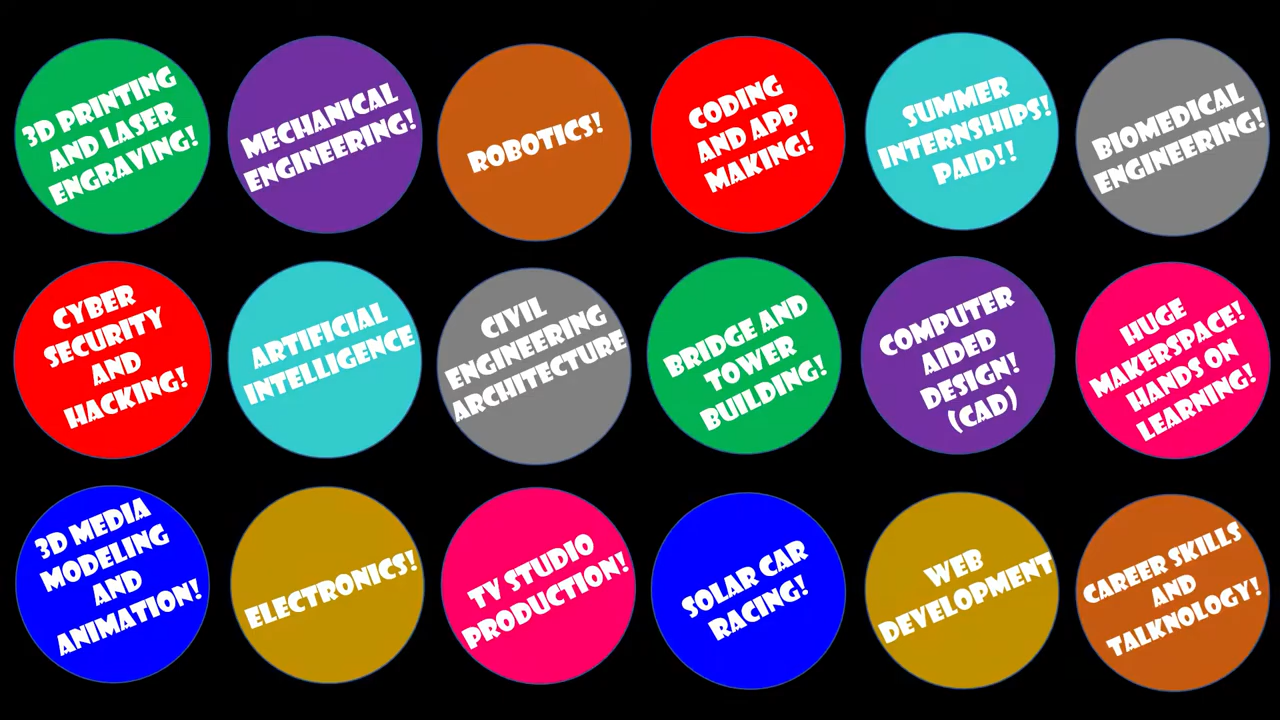 3D PRINTING
AND LASER
ENGRAVING!
MECHANICAL
ENGINEERING!
ROBOTICS!
CODING
AND APP
MAKING!
SUMMER
INTERNSHIPS!
PAID!!
BIOMEDICAL
ENGINEERING!
CYBER
SECURITY
AND
HACKING!
ARTIFICIAL
INTELLIGENCE
CIVIL
ENGINEERING
ARCHITECTURE
BRIDGE AND
TOWER
BUILDING!
COMPUTER
AIDED
DESIGN!
(CAD)
HUGE
MAKERSPACE!
HANDS ON
LEARNING!
3D MEDIA
MODELING
AND
ANIMATION!
ELECTRONICS!
TV STUDIO
PRODUCTION!
SOLAR CAR
RACING!
WEB
DEVELOPMENT
CAREER SKILLS
AND
TALKNOLOGY!